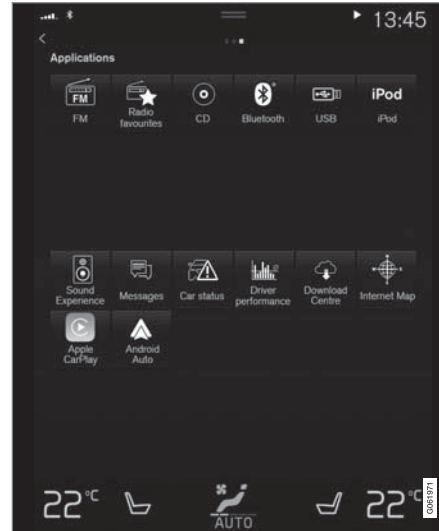 13:45
Applications
FM
FM
Radio
favourites
CD
Bluetooth
USB
iPod
iPod
Sound
Experience
Messages
Car status
Driver
performance
Download
Centre
Internet Map
Apple
CarPlay
Android
Auto
22°C
AUTO
22°C
G061971